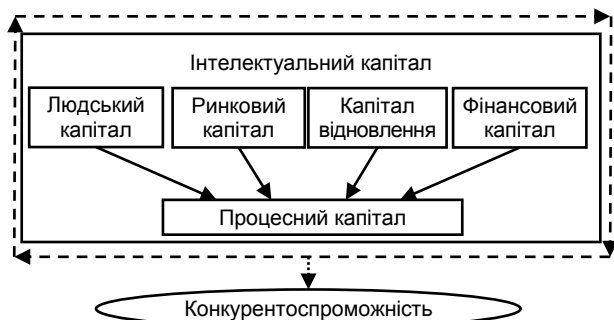 Інтелектуальний капітал
Людський
капітал
Ринковий
капітал
Капітал
відновлення
Фінансовий
капітал
Процесний капітал
Конкурентоспроможність